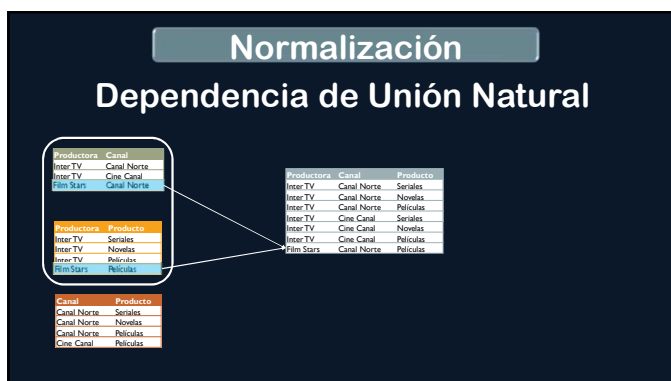 Normalización
Dependencia de Unión Natural
Productora Canal
Inter TV Canal Norte
Inter TV Cine Canal
Film Stars Canal Norte
Productora Producto
Inter TV Seriales
Inter TV Novelas
Inter TV Películas
Film Stars Películas
Canal Producto
Canal Norte Seriales
Canal Norte Novelas
Canal Norte Películas
Cine Canal Películas
Productora Canal Producto
Inter TV Canal Norte Seriales
Inter TV Canal Norte Novelas
Inter TV Canal Norte Películas
Inter TV Cine Canal Seriales
Inter TV Cine Canal Novelas
Inter TV Cine Canal Películas
Film Stars Canal Norte Películas